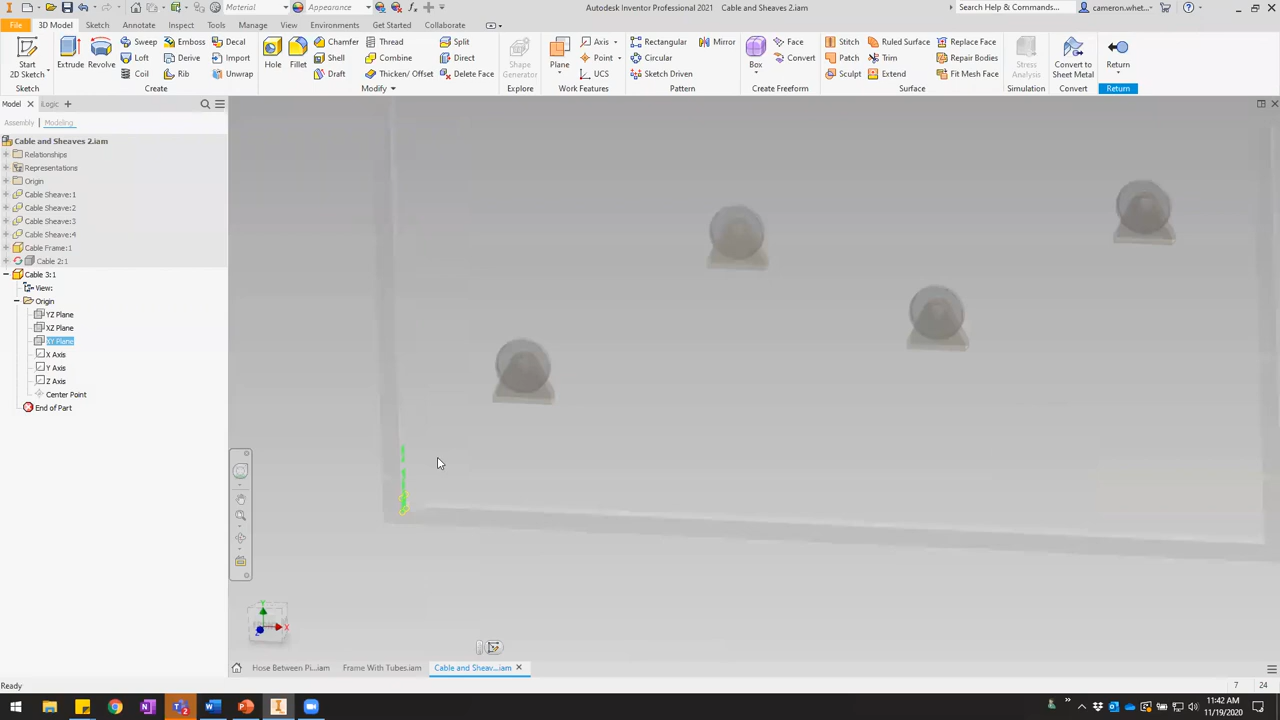 Material
Appearance
Autodesk Inventor Professional 2021 Cable and Sheaves 2.iam
Search Help & Commands...
cameron.whet...
File
3D Model
Sketch
Annotate
Inspect
Tools
Manage
View
Environments
Get Started
Collaborate
Start
2D Sketch
Extrude
Revolve
Sweep
Emboss
Decal
Loft
Derive
Import
Coil
Rib
Unwrap
Hole
Fillet
Chamfer
Thread
Split
Shell
Combine
Direct
Draft
Thicken/ Offset
Delete Face
Shape
Generator
Plane
Axis
Point
UCS
Rectangular
Mirror
Circular
Sketch Driven
Box
Face
Convert
Stitch
Ruled Surface
Replace Face
Patch
Trim
Repair Bodies
Sculpt
Extend
Fit Mesh Face
Stress
Analysis
Convert to
Sheet Metal
Return
Sketch
Create
Modify
Explore
Work Features
Pattern
Create Freeform
Surface
Simulation
Convert
Return
Model
iLogic
Assembly
Modeling
Cable and Sheaves 2.iam
Relationships
Representations
Origin
Cable Sheave:1
Cable Sheave:2
Cable Sheave:3
Cable Sheave:4
Cable Frame:1
Cable 2:1
Cable 3:1
View:
Origin
YZ Plane
XZ Plane
XY Plane
X Axis
Y Axis
Z Axis
Center Point
End of Part
Y
X
Z
Hose Between Pi...iam
Frame With Tubes.iam
Cable and Sheav...iam
Ready
7
24
11:42 AM
11/19/2020